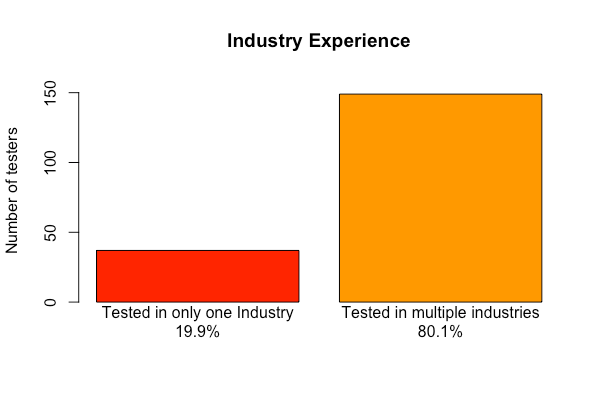 Industry Experience
Number of testers
150
100
50
0
Tested in only one Industry
19.9%
Tested in multiple industries
80.1%